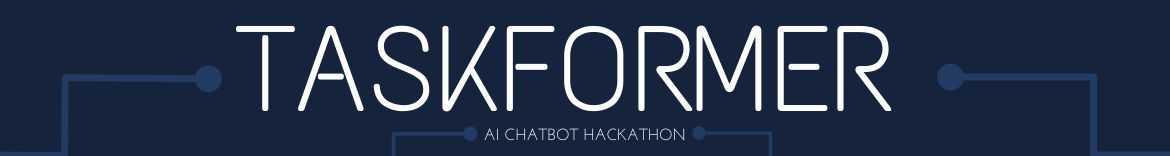 TASKFORMER
AI CHATBOT HACKATHON